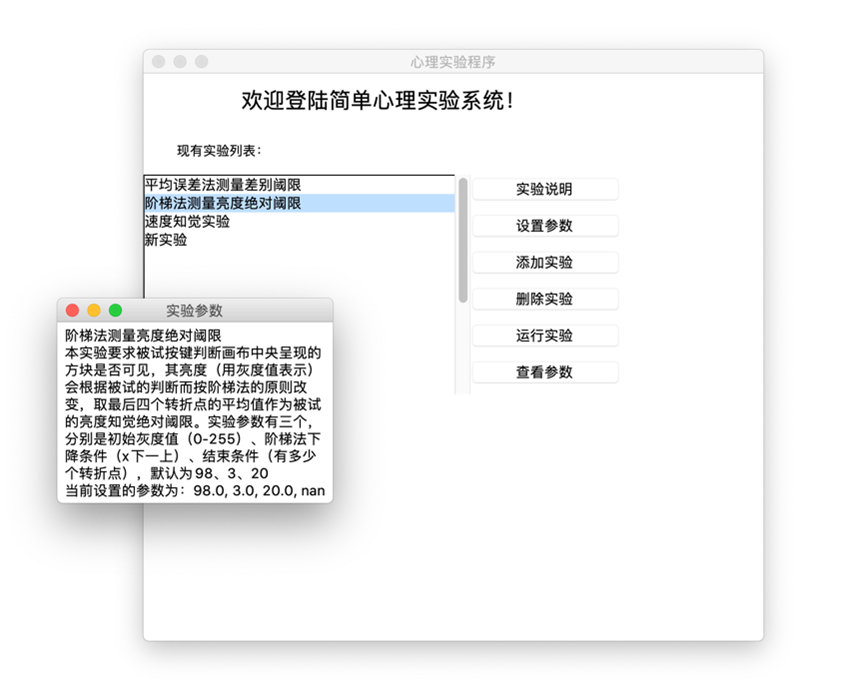 心理实验程序
欢迎登陆简单心理实验系统！
现有实验列表：
平均误差法测量差别阈限
阶梯法测量亮度绝对阈限
速度知觉实验
新实验
实验说明
设置参数
添加实验
删除实验
运行实验
查看参数
实验参数
阶梯法测量亮度绝对阈限
本实验要求被试按键判断画布中央呈现的
方块是否可见，其亮度（用灰度值表示）
会根据被试的判断而按阶梯法的原则改
变，取最后四个转折点的平均值作为被试
的亮度知觉绝对阈限。实验参数有三个，
分别是初始灰度值（0-255）、阶梯法下
降条件（x下一上）、结束条件（有多少
个转折点），默认为98、3、20
当前设置的参数为：98.0, 3.0, 20.0, nan